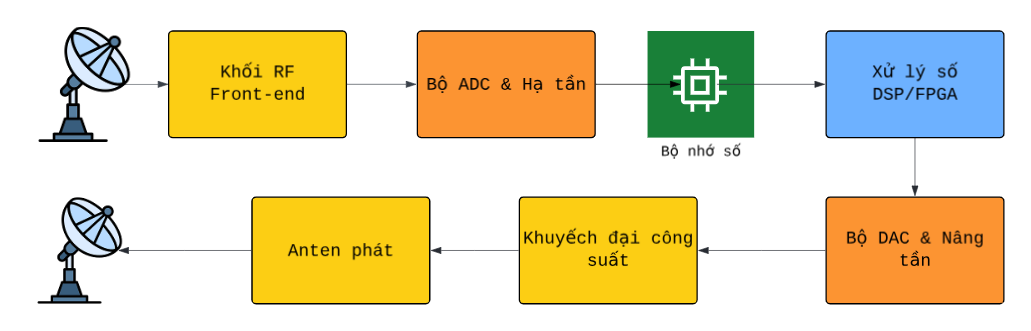 Khối RF
Front-end
Bộ ADC & Hạ tần
Bộ nhớ số
Xử lý số
DSP/FPGA
Anten phát
Khuyếch đại công
suất
Bộ DAC & Nâng
tần